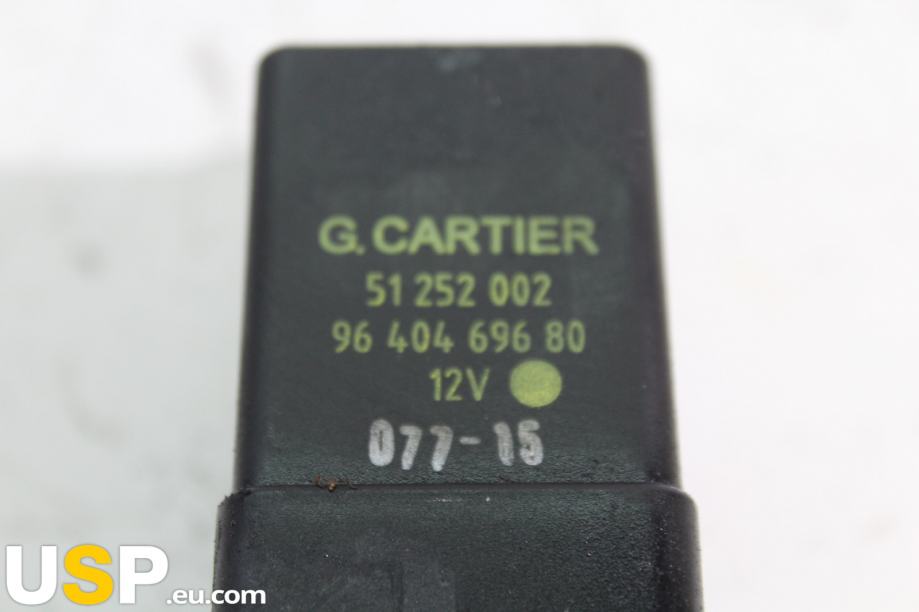 G. CARTIER
51 252 002
96 404 696 80
12V
077-15
USP.eu.com